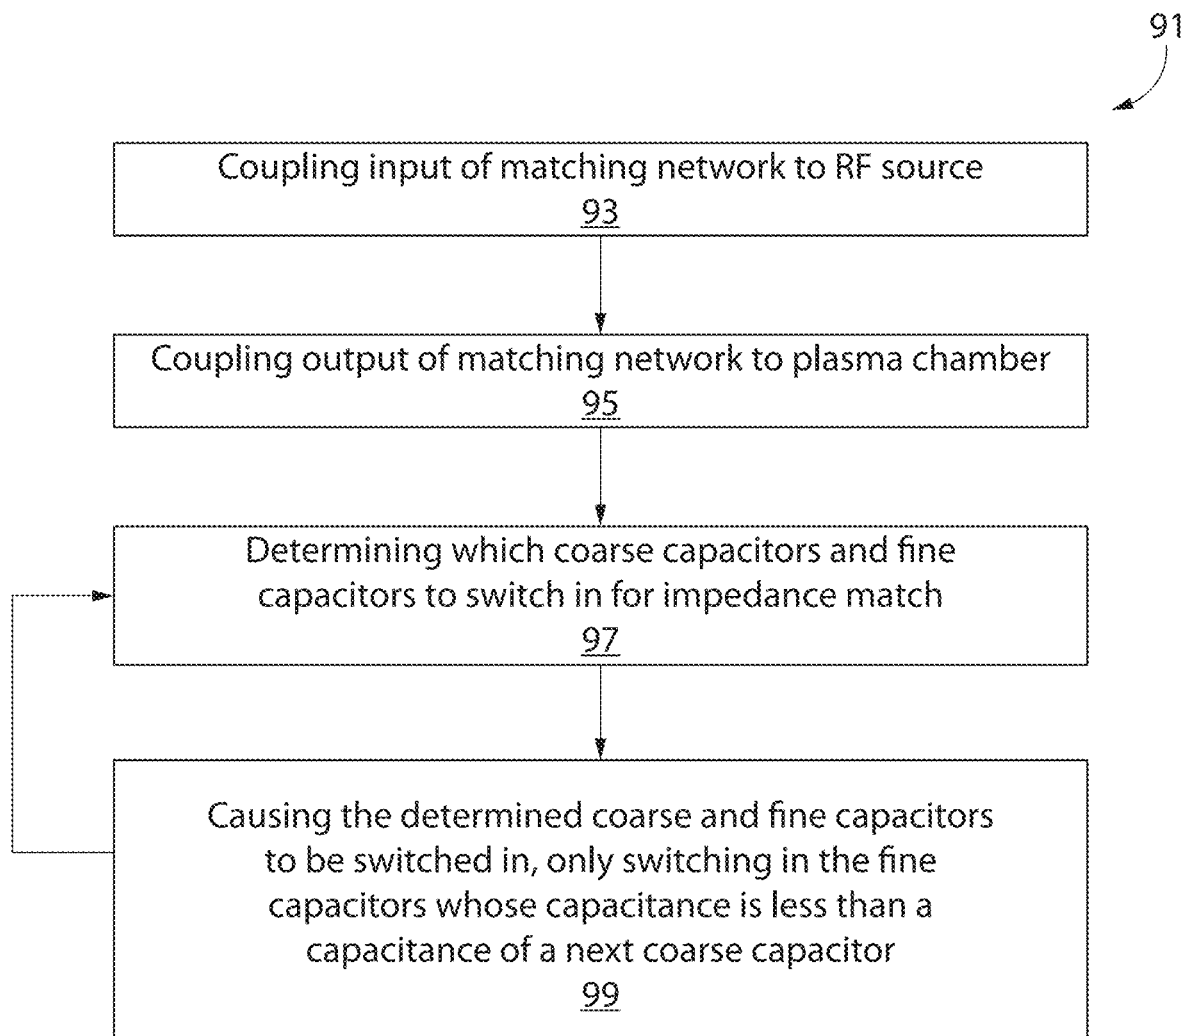 91
Coupling input of matching network to RF source
93
Coupling output of matching network to plasma chamber
95
Determining which coarse capacitors and fine
capacitors to switch in for impedance match
97
Causing the determined coarse and fine capacitors
to be switched in, only switching in the fine
capacitors whose capacitance is less than a
capacitance of a next coarse capacitor
99